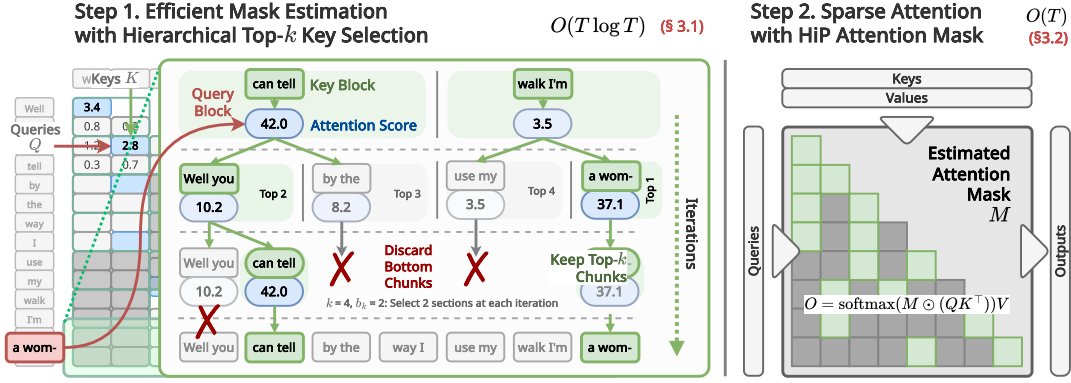 Step 1. Efficient Mask Estimation
with Hierarchical Top-k Key Selection
O(T log T) (§ 3.1)
Keys K
Queries
Q
Well
tell
by
the
way
I
use
my
walk
I'm
a wom-
3.4
0.8
2.8
0.3 0.7
Query
Block
can tell
Key Block
42.0
Attention Score
walk I'm
3.5
Well you
10.2
Top 2
by the
8.2
Top 3
use my
3.5
Top 4
a wom-
37.1
Top 1
Iterations
Well you
10.2
can tell
42.0
Discard
Bottom
Chunks
Keep Top-k
Chunks
37.1
k = 4, b_k = 2: Select 2 sections at each iteration
Well you
can tell
by the
way I
use my
walk I'm
a wom-
Step 2. Sparse Attention
with HiP Attention Mask
O(T)
(§3.2)
Keys
Values
Queries
Estimated
Attention
Mask
M
O = softmax(M ⊙ (QK⊤))V
Outputs